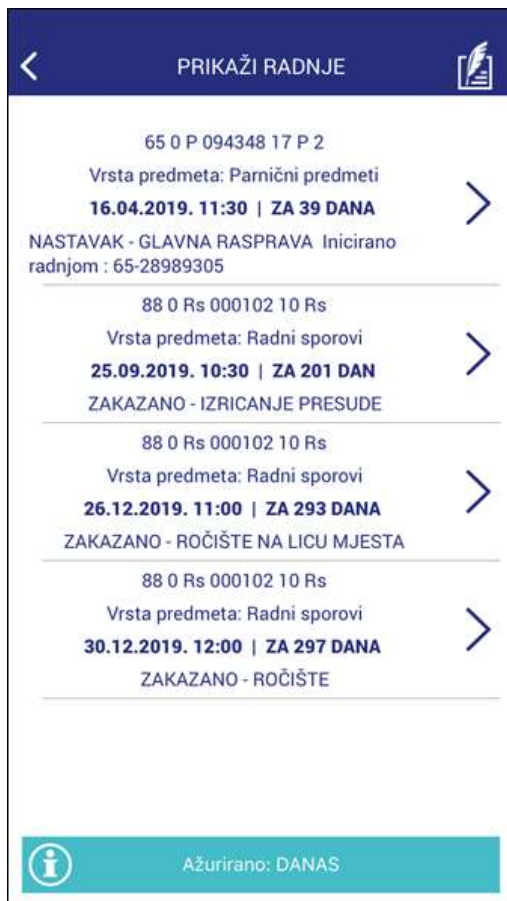 PRIKAŽI RADNJE
65 0 P 094348 17 P 2
Vrsta predmeta: Parnični predmeti
16.04.2019. 11:30 | ZA 39 DANA
NASTAVAK - GLAVNA RASPRAVA Inicirano
radnjom : 65-28989305
88 0 Rs 000102 10 Rs
Vrsta predmeta: Radni sporovi
25.09.2019. 10:30 | ZA 201 DAN
ZAKAZANO - IZRICANJE PRESUDE
88 0 Rs 000102 10 Rs
Vrsta predmeta: Radni sporovi
26.12.2019. 11:00 | ZA 293 DANA
ZAKAZANO - ROČIŠTE NA LICU MJESTA
88 0 Rs 000102 10 Rs
Vrsta predmeta: Radni sporovi
30.12.2019. 12:00 | ZA 297 DANA
ZAKAZANO - ROČIŠTE
Ažurirano: DANAS